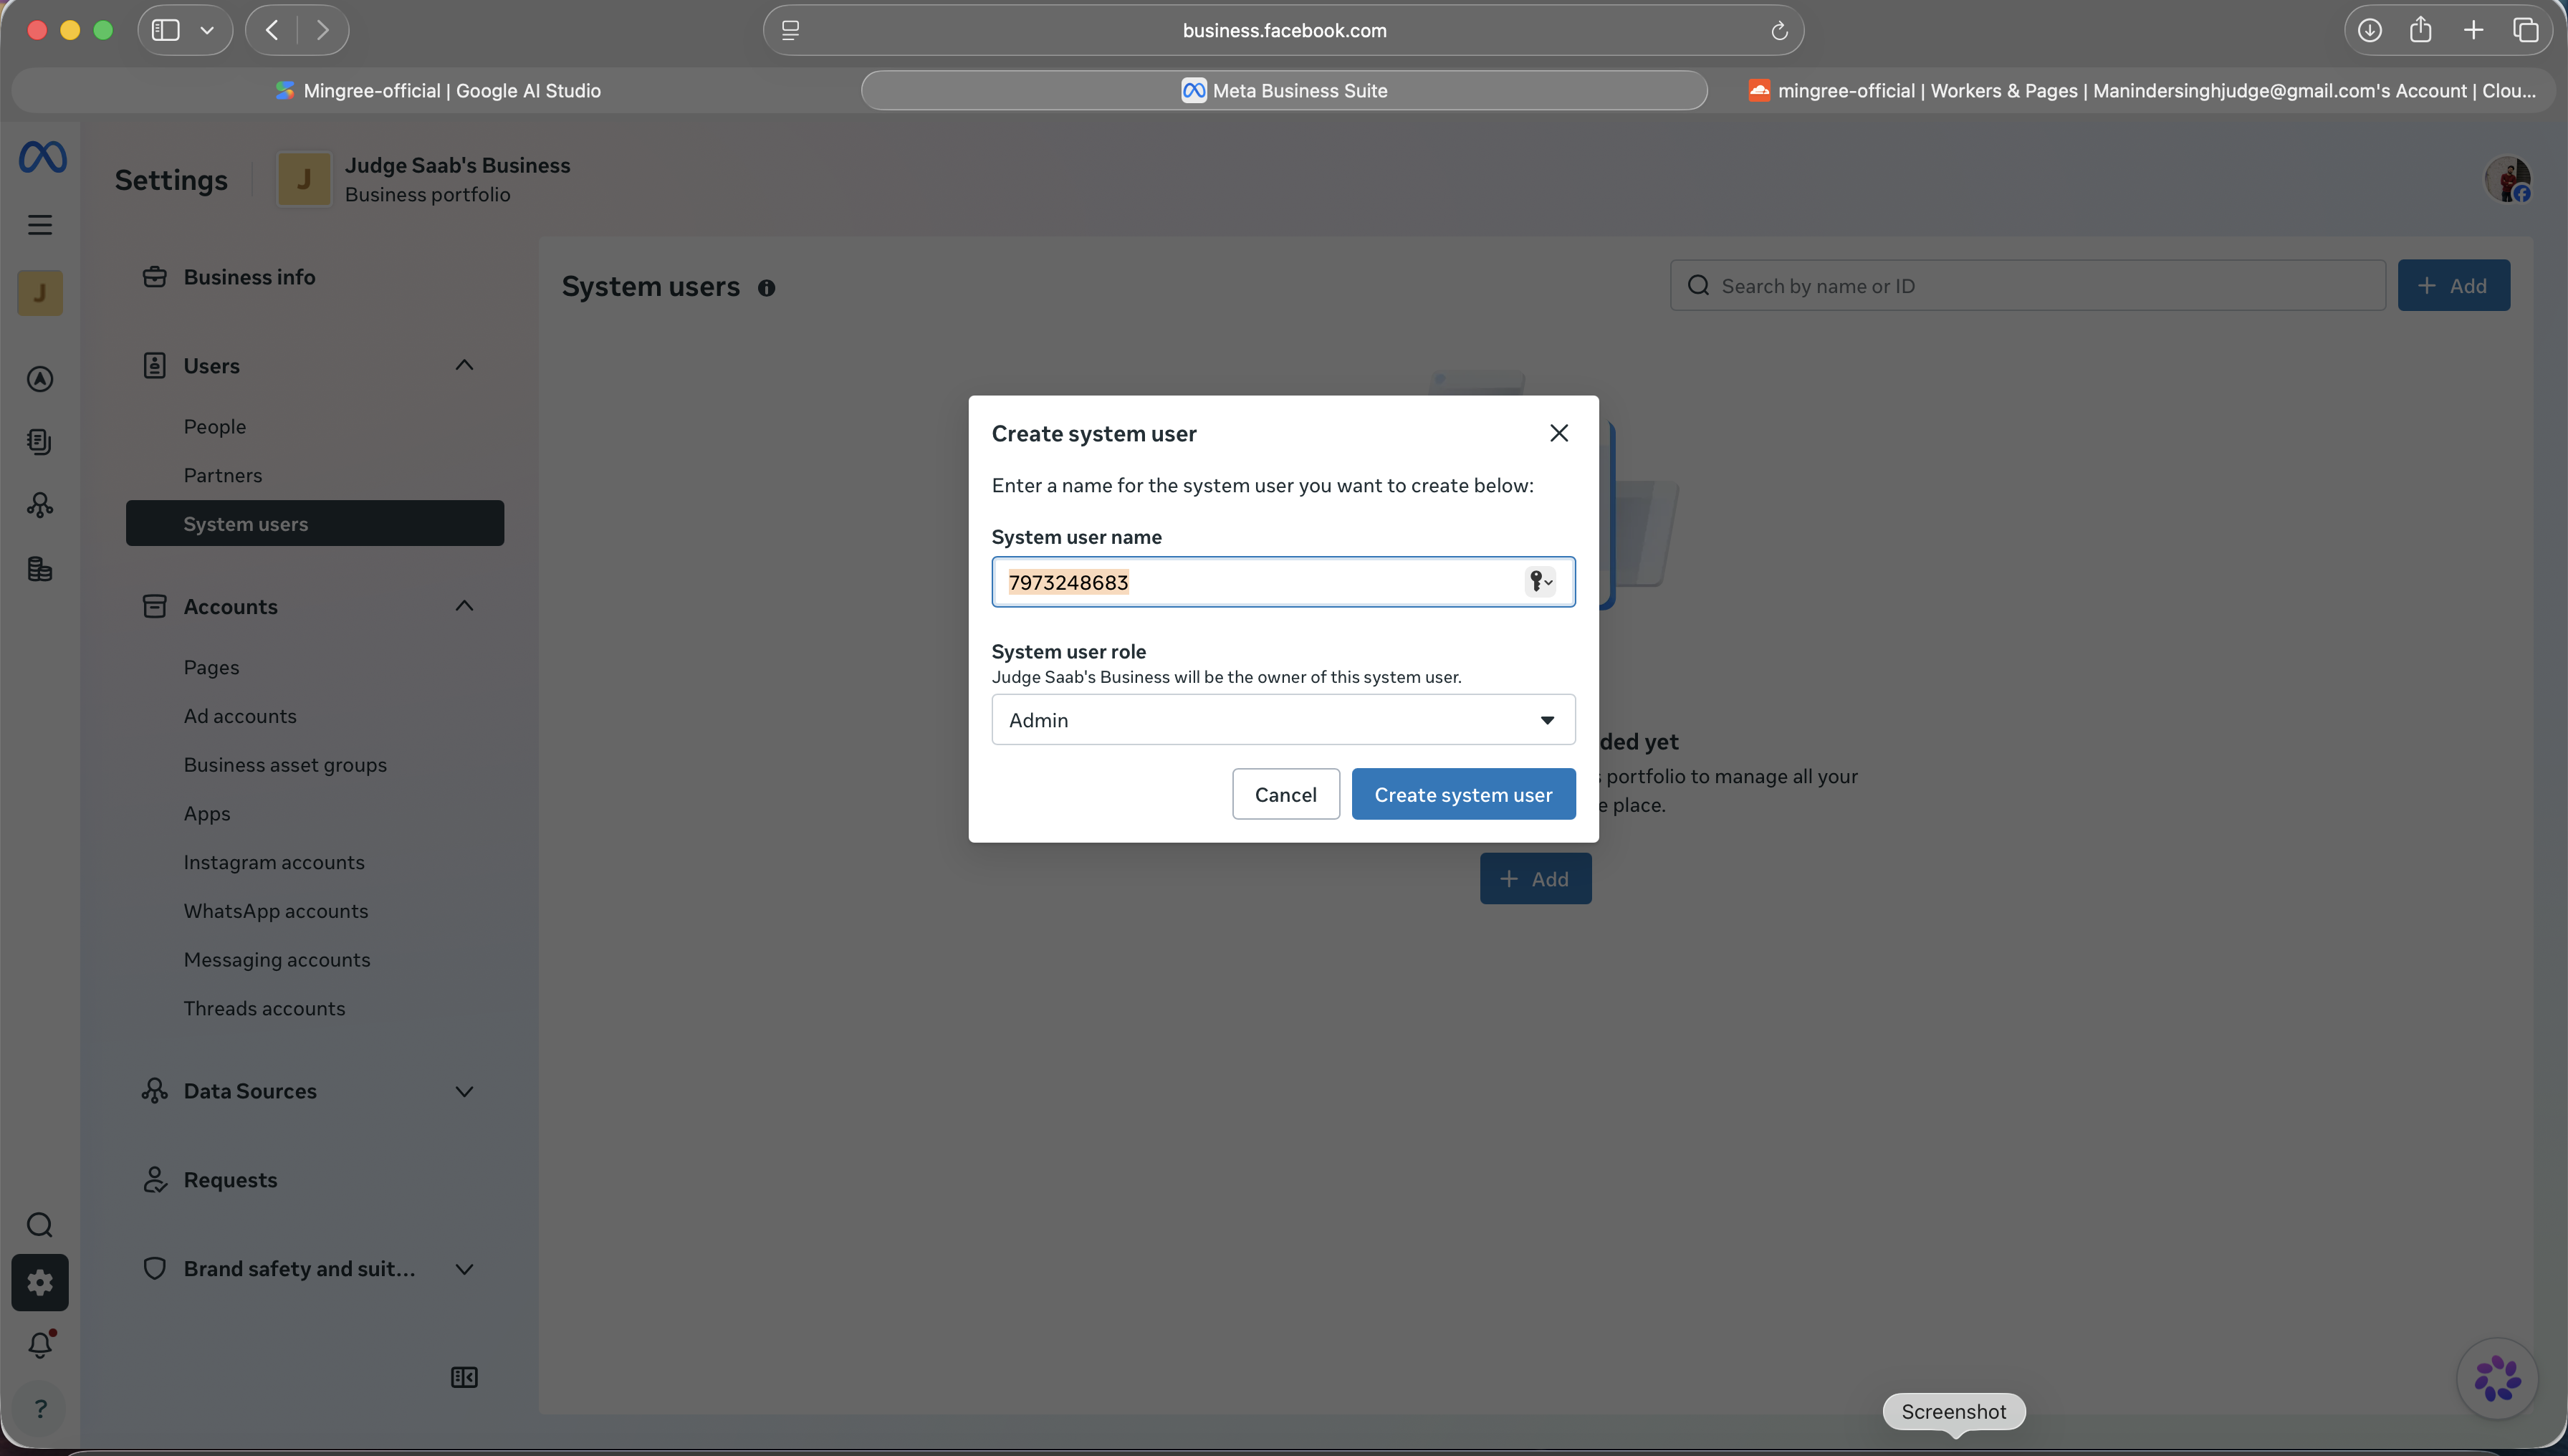 business.facebook.com
Mingree-official | Google AI Studio
Meta Business Suite
mingree-official | Workers & Pages | Manindersinghjudge@gmail.com's Account | Clou...
Settings
J
Judge Saab's Business
Business portfolio
J
Business info
Users
People
Partners
System users
Accounts
Pages
Ad accounts
Business asset groups
Apps
Instagram accounts
WhatsApp accounts
Messaging accounts
Threads accounts
Data Sources
Requests
Brand safety and suit...
?
System users
Search by name or ID
+ Add
Create system user
Enter a name for the system user you want to create below:
System user name
7973248683
System user role
Judge Saab's Business will be the owner of this system user.
Admin
Cancel
Create system user
ded yet
portfolio to manage all your
e place.
+ Add
Screenshot